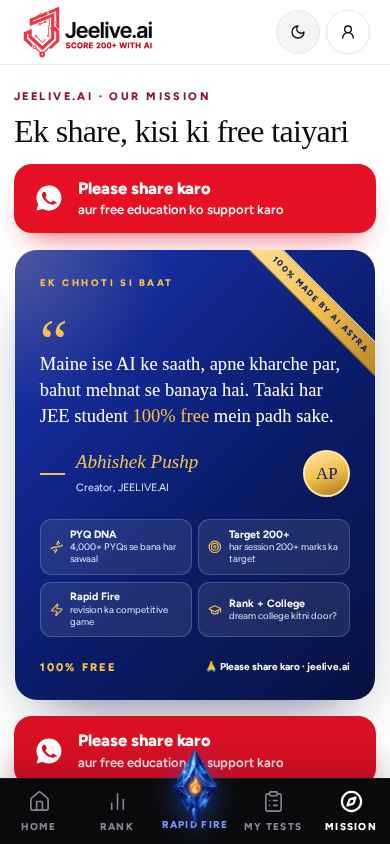 Jeelive.ai
SCORE 200+ WITH AI
JEELIVE.AI · OUR MISSION
Ek share, kisi ki free taiyari
Please share karo
aur free education ko support karo
100% MADE BY AI ASTRA
EK CHHOTI SI BAAT
“
Maine ise AI ke saath, apne kharche par,
bahut mehnat se banaya hai. Taaki har
JEE student 100% free mein padh sake.
Abhishek Pushp
Creator, JEELIVE.AI
AP
PYQ DNA
4,000+ PYQs se bana har
sawaal
Target 200+
har session 200+ marks ka
target
Rapid Fire
revision ka competitive
game
Rank + College
dream college kitni door?
100% FREE
🙏 Please share karo · jeelive.ai
Please share karo
aur free education support karo
HOME
RANK
RAPID FIRE
MY TESTS
MISSION